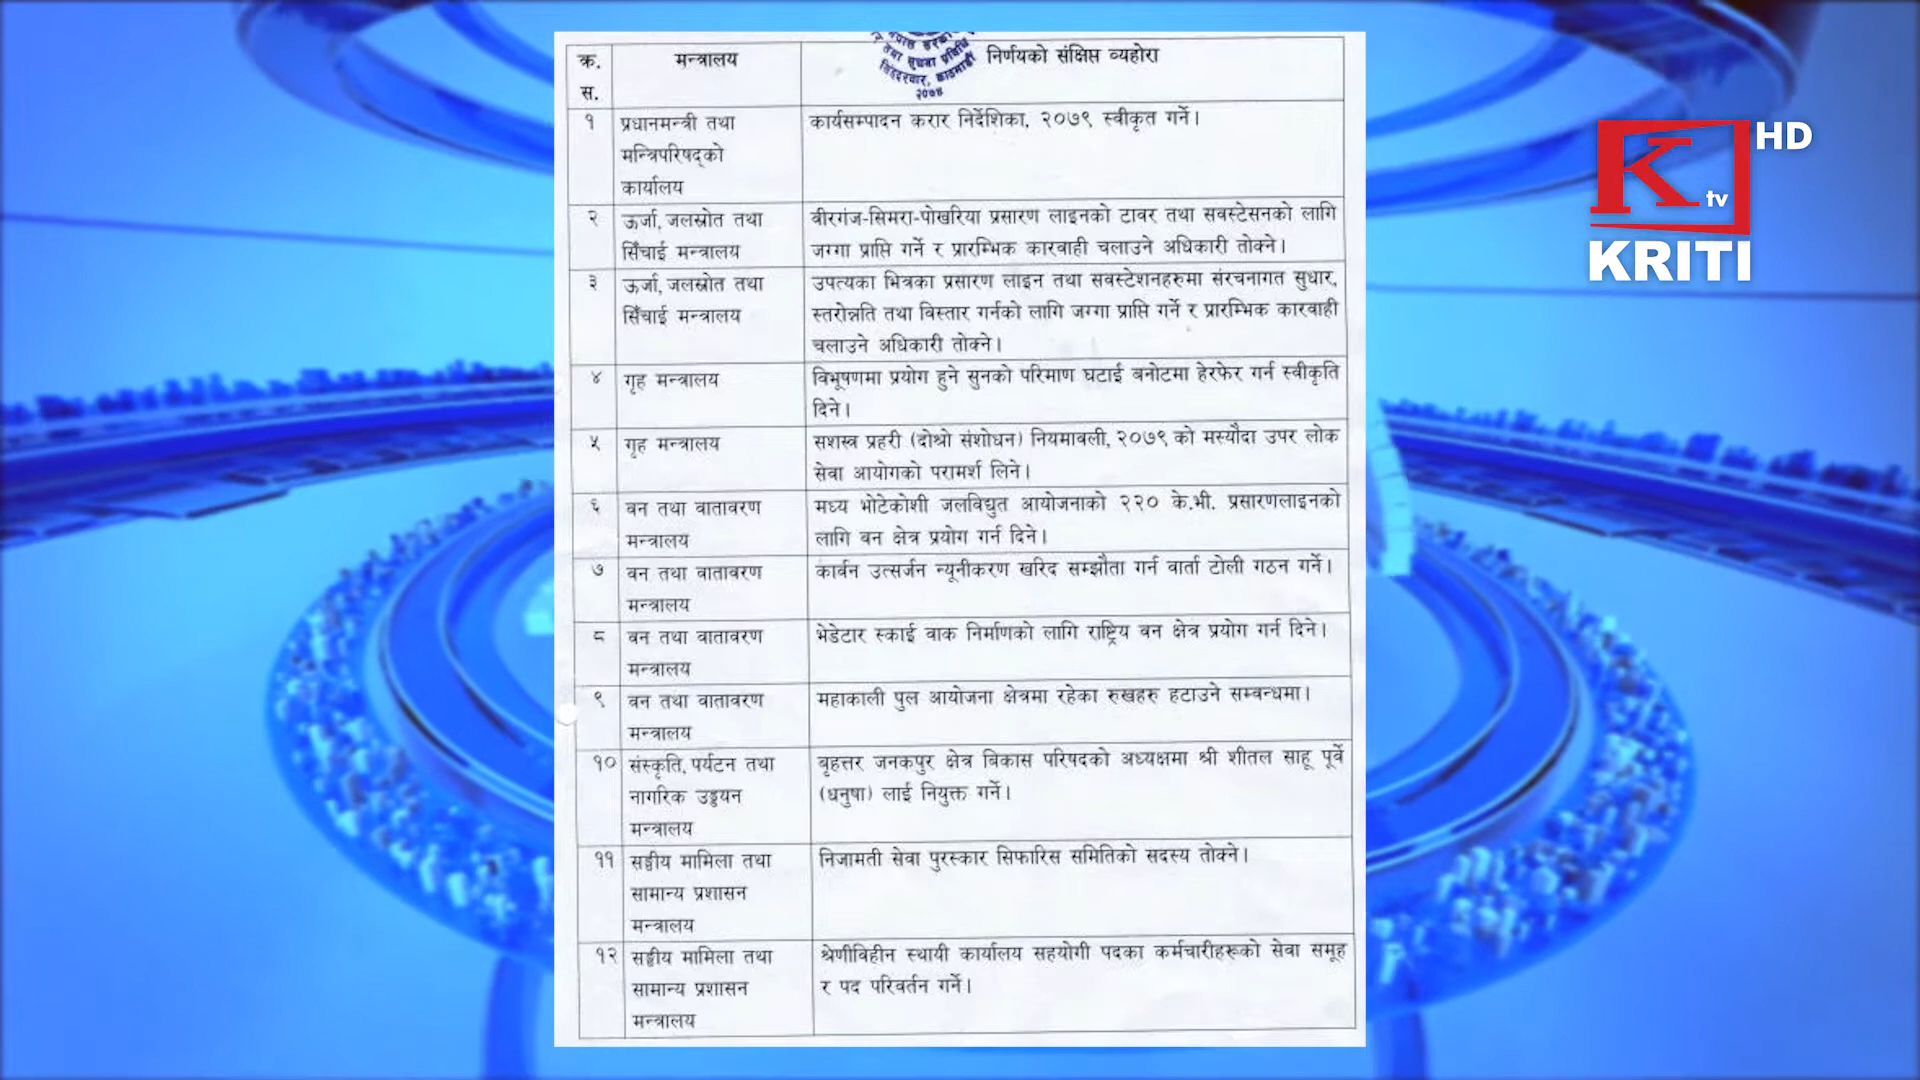 नेपाल सरकार
सिंहदरबार, काठमाडौं
२०७४
क्र.
स.
मन्त्रालय
निर्णयको संक्षिप्त व्यहोरा
१
प्रधानमन्त्री तथा
मन्त्रिपरिषद्को
कार्यालय
कार्यसम्पादन करार निर्देशिका, २०७९ स्वीकृत गर्ने।
२
ऊर्जा, जलस्रोत तथा
सिँचाई मन्त्रालय
वीरगंज-सिमरा-पोखरिया प्रसारण लाइनको टावर तथा सवस्टेसनको लागि
जग्गा प्राप्ति गर्ने र प्रारम्भिक कारवाही चलाउने अधिकारी तोक्ने।
३
ऊर्जा, जलस्रोत तथा
सिँचाई मन्त्रालय
उपत्यका भित्रका प्रसारण लाइन तथा सवस्टेशनहरुमा संरचनागत सुधार,
स्तरोन्नति तथा विस्तार गर्नको लागि जग्गा प्राप्ति गर्ने र प्रारम्भिक कारवाही
चलाउने अधिकारी तोक्ने।
४
गृह मन्त्रालय
विभूषणमा प्रयोग हुने सुनको परिमाण घटाई बनोटमा हेरफेर गर्न स्वीकृति
दिने।
५
गृह मन्त्रालय
सशस्त्र प्रहरी (दोश्रो संशोधन) नियमावली, २०७९ को मस्यौदा उपर लोक
सेवा आयोगको परामर्श लिने।
६
वन तथा वातावरण
मन्त्रालय
मध्य भोटेकोशी जलविद्युत आयोजनाको २२० के.भी. प्रसारणलाइनको
लागि वन क्षेत्र प्रयोग गर्न दिने।
७
वन तथा वातावरण
मन्त्रालय
कार्वन उत्सर्जन न्यूनीकरण खरिद सम्झौता गर्न वार्ता टोली गठन गर्ने।
८
वन तथा वातावरण
मन्त्रालय
भेडेटार स्काई वाक निर्माणको लागि राष्ट्रिय वन क्षेत्र प्रयोग गर्न दिने।
९
वन तथा वातावरण
मन्त्रालय
महाकाली पुल आयोजना क्षेत्रमा रहेका रुखहरु हटाउने सम्वन्धमा।
१०
संस्कृति, पर्यटन तथा
नागरिक उड्डयन
मन्त्रालय
बृहत्तर जनकपुर क्षेत्र विकास परिषदको अध्यक्षमा श्री शीतल साहू पूर्वे
(धनुषा) लाई नियुक्त गर्ने।
११
सङ्घीय मामिला तथा
सामान्य प्रशासन
मन्त्रालय
निजामती सेवा पुरस्कार सिफारिस समितिको सदस्य तोक्ने।
१२
सङ्घीय मामिला तथा
सामान्य प्रशासन
मन्त्रालय
श्रेणीविहीन स्थायी कार्यालय सहयोगी पदका कर्मचारीहरूको सेवा समूह
र पद परिवर्तन गर्ने।
K tv HD
KRITI